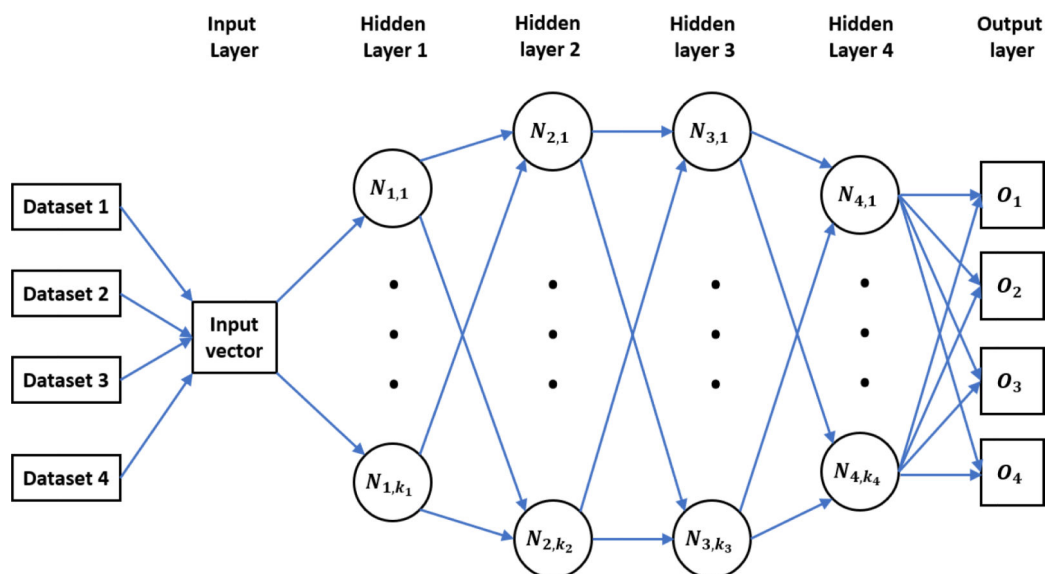 Input
Layer
Hidden
Layer 1
Hidden
layer 2
Hidden
layer 3
Hidden
Layer 4
Output
layer
Dataset 1
Dataset 2
Dataset 3
Dataset 4
Input
vector
N1,1
N1,k1
N2,1
N2,k2
N3,1
N3,k3
N4,1
N4,k4
O1
O2
O3
O4